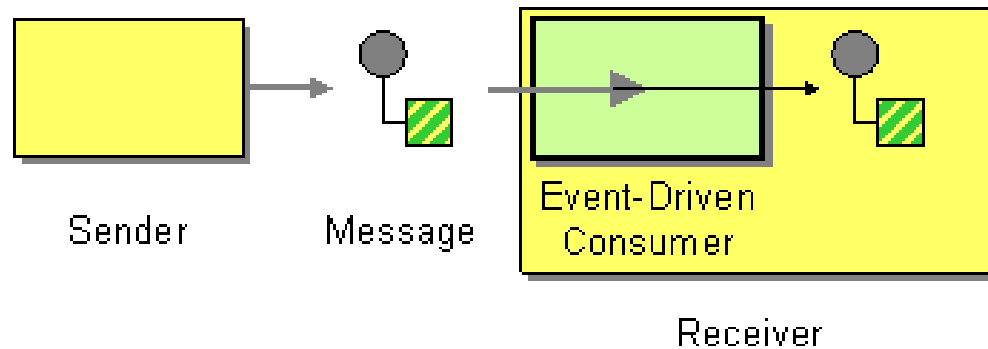 Sender
Message
Event-Driven
Consumer
Receiver